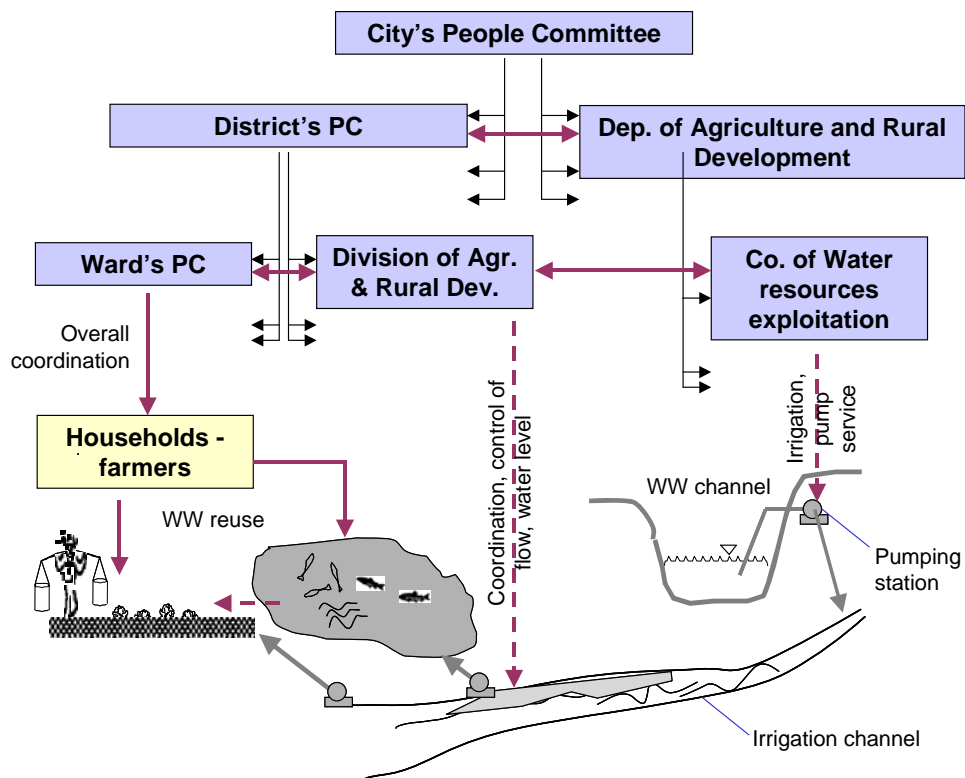 City's People Committee
District's PC
Dep. of Agriculture and Rural
Development
Ward's PC
Division of Agr.
& Rural Dev.
Co. of Water
resources
exploitation
Overall
coordination
Households -
farmers
Coordination, control of
flow, water level
Irrigation,
pump
service
WW reuse
WW channel
Pumping
station
Irrigation channel